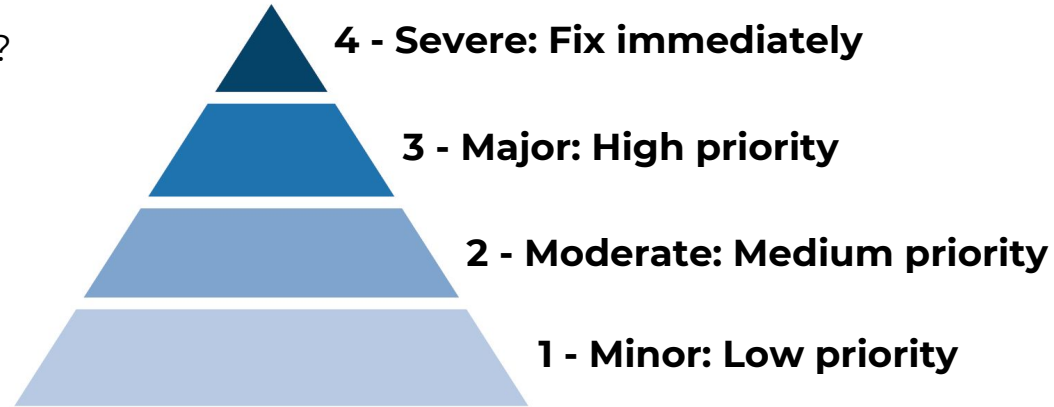 ?
4 - Severe: Fix immediately
3 - Major: High priority
2 - Moderate: Medium priority
1 - Minor: Low priority